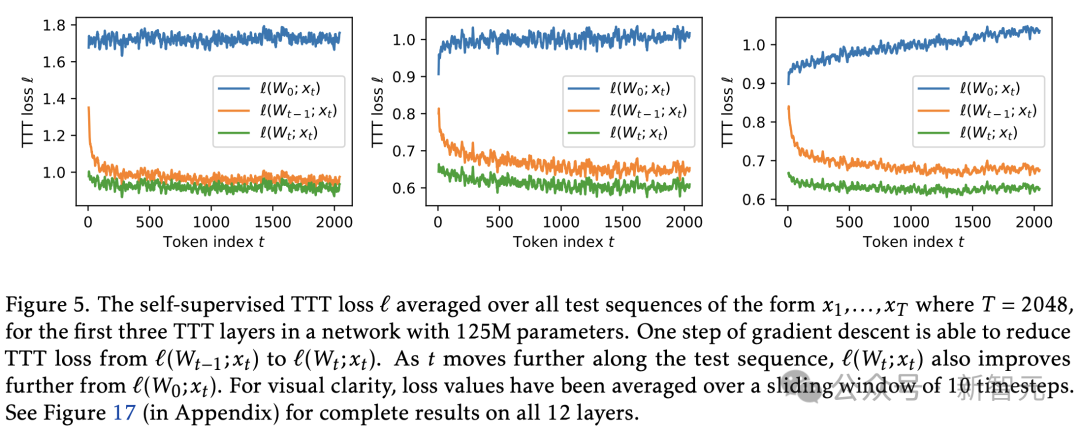 1.8
1.6
1.4
1.2
1.0
TTT loss ℓ
ℓ(W₀; xₜ)
ℓ(Wₜ₋₁; xₜ)
ℓ(Wₜ; xₜ)
0 500 1000 1500 2000
Token index t
1.0
0.9
0.8
0.7
0.6
TTT loss ℓ
ℓ(W₀; xₜ)
ℓ(Wₜ₋₁; xₜ)
ℓ(Wₜ; xₜ)
0 500 1000 1500 2000
Token index t
1.0
0.9
0.8
0.7
0.6
TTT loss ℓ
ℓ(W₀; xₜ)
ℓ(Wₜ₋₁; xₜ)
ℓ(Wₜ; xₜ)
0 500 1000 1500 2000
Token index t
Figure 5. The self-supervised TTT loss ℓ averaged over all test sequences of the form x₁,...,x_T where T = 2048,
for the first three TTT layers in a network with 125M parameters. One step of gradient descent is able to reduce
TTT loss from ℓ(Wₜ₋₁;xₜ) to ℓ(Wₜ;xₜ). As t moves further along the test sequence, ℓ(Wₜ;xₜ) also improves
further from ℓ(W₀;xₜ). For visual clarity, loss values have been averaged over a sliding window of 10 timesteps.
See Figure 17 (in Appendix) for complete results on all 12 layers.
公众号 · 新智元